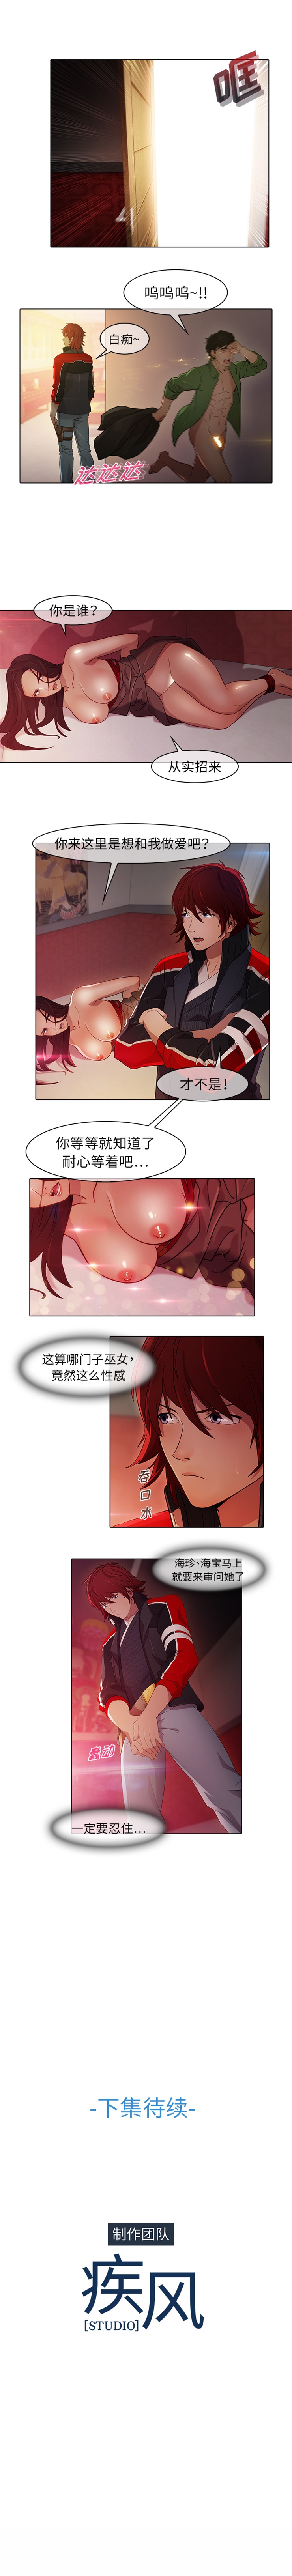 哐
呜呜呜~!!
白痴~
达达达
你是谁？
从实招来
你来这里是想和我做爱吧？
才不是！
你等等就知道了
耐心等着吧...
这算哪门子巫女，
竟然这么性感
吞口水
海珍、海宝马上
就要来审问她了
蠢动
一定要忍住...
-下集待续-
制作团队
疾风
[STUDIO]